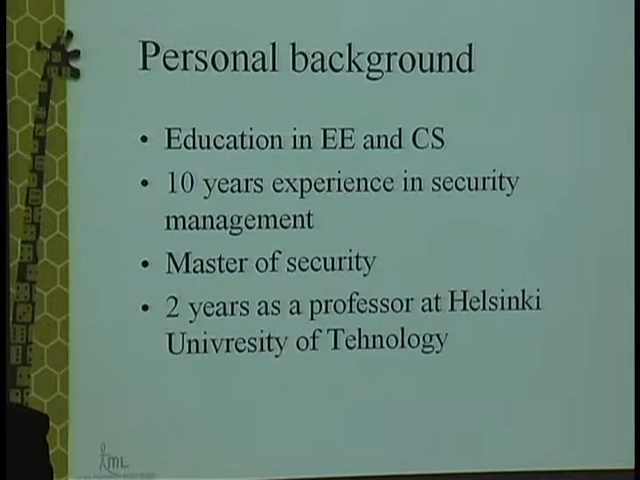 Personal background
• Education in EE and CS
• 10 years experience in security
management
• Master of security
• 2 years as a professor at Helsinki
Univresity of Tehnology
TML